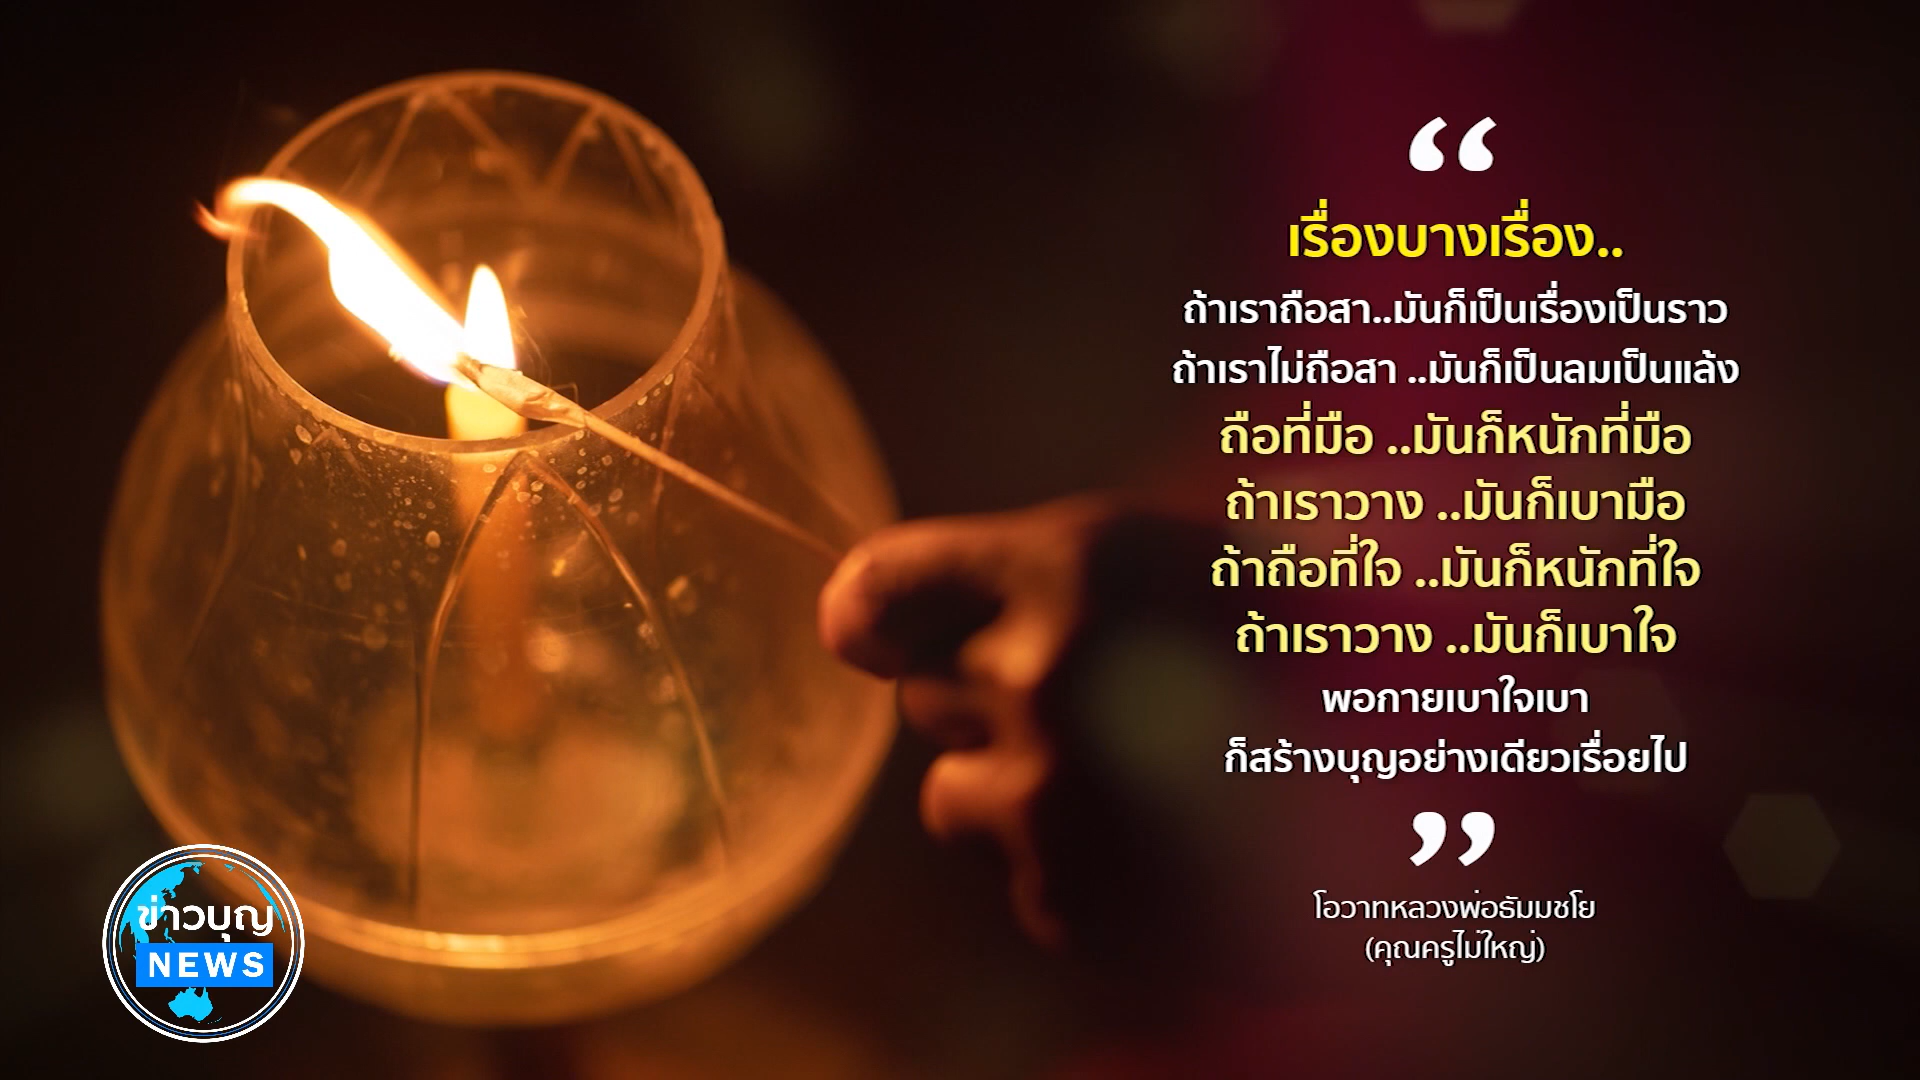 “
เรื่องบางเรื่อง..
ถ้าเราถือสา..มันก็เป็นเรื่องเป็นราว
ถ้าเราไม่ถือสา ..มันก็เป็นลมเป็นแล้ง
ถือที่มือ ..มันก็หนักที่มือ
ถ้าเราวาง ..มันก็เบามือ
ถ้าถือที่ใจ ..มันก็หนักที่ใจ
ถ้าเราวาง ..มันก็เบาใจ
พอกายเบาใจเบา
ก็สร้างบุญอย่างเดียวเรื่อยไป
”
โอวาทหลวงพ่อธัมมชโย
(คุณครูไม่ใหญ่)
ข่าวบุญ
NEWS